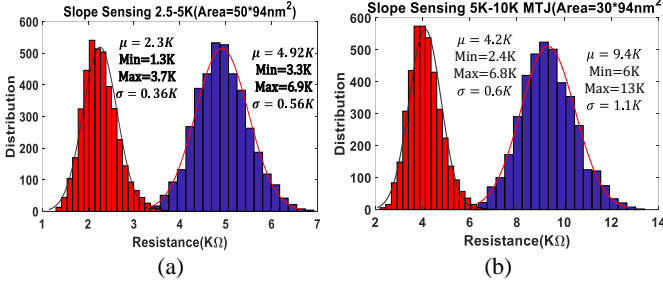 Slope Sensing 2.5-5K(Area=50*94nm²)
600
500
400
300
200
100
0
Distribution
μ = 2.3K
Min=1.3K
Max=3.7K
σ = 0.36K
μ = 4.92K
Min=3.3K
Max=6.9K
σ = 0.56K
1 2 3 4 5 6 7
Resistance(KΩ)
(a)
Slope Sensing 5K-10K MTJ(Area=30*94nm²)
600
500
400
300
200
100
0
Distribution
μ = 4.2K
Min=2.4K
Max=6.8K
σ = 0.6K
μ = 9.4K
Min=6K
Max=13K
σ = 1.1K
2 4 6 8 10 12 14
Resistance(KΩ)
(b)